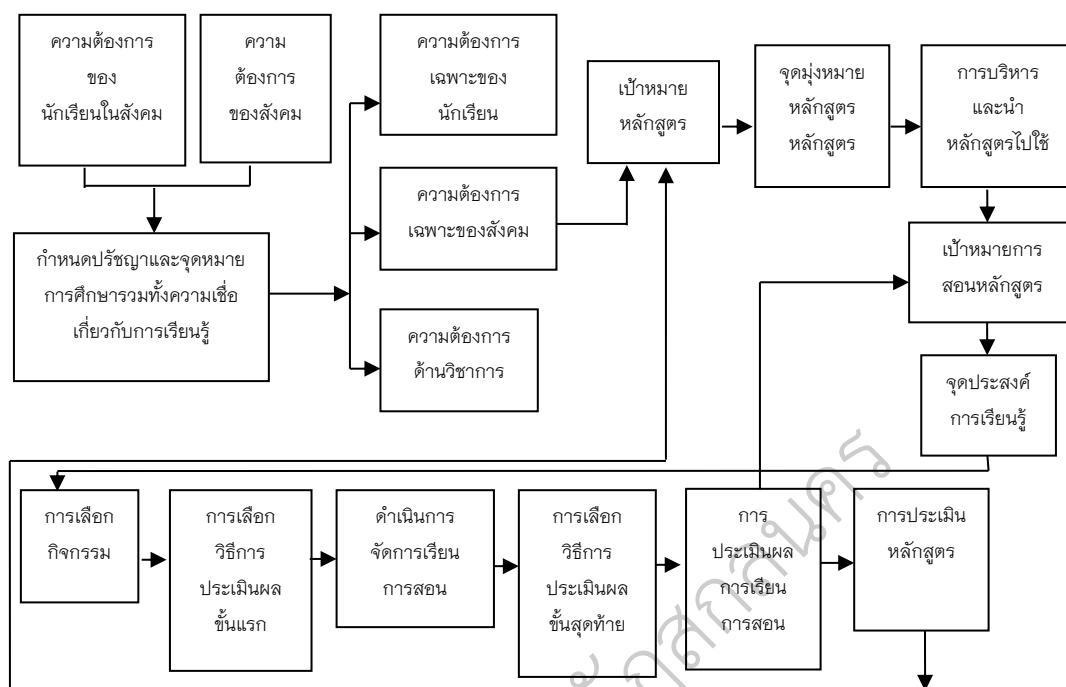 ความต้องการ
ของ
นักเรียนในสังคม
ความ
ต้องการ
ของสังคม
กำหนดปรัชญาและจุดหมาย
การศึกษารวมทั้งความเชื่อ
เกี่ยวกับการเรียนรู้
ความต้องการ
เฉพาะของ
นักเรียน
ความต้องการ
เฉพาะของสังคม
ความต้องการ
ด้านวิชาการ
เป้าหมาย
หลักสูตร
จุดมุ่งหมาย
หลักสูตร
หลักสูตร
การบริหาร
และนำ
หลักสูตรไปใช้
เป้าหมายการ
สอนหลักสูตร
จุดประสงค์
การเรียนรู้
การเลือก
กิจกรรม
การเลือก
วิธีการ
ประเมินผล
ขั้นแรก
ดำเนินการ
จัดการเรียน
การสอน
การเลือก
วิธีการ
ประเมินผล
ขั้นสุดท้าย
การ
ประเมินผล
การเรียน
การสอน
การประเมิน
หลักสูตร